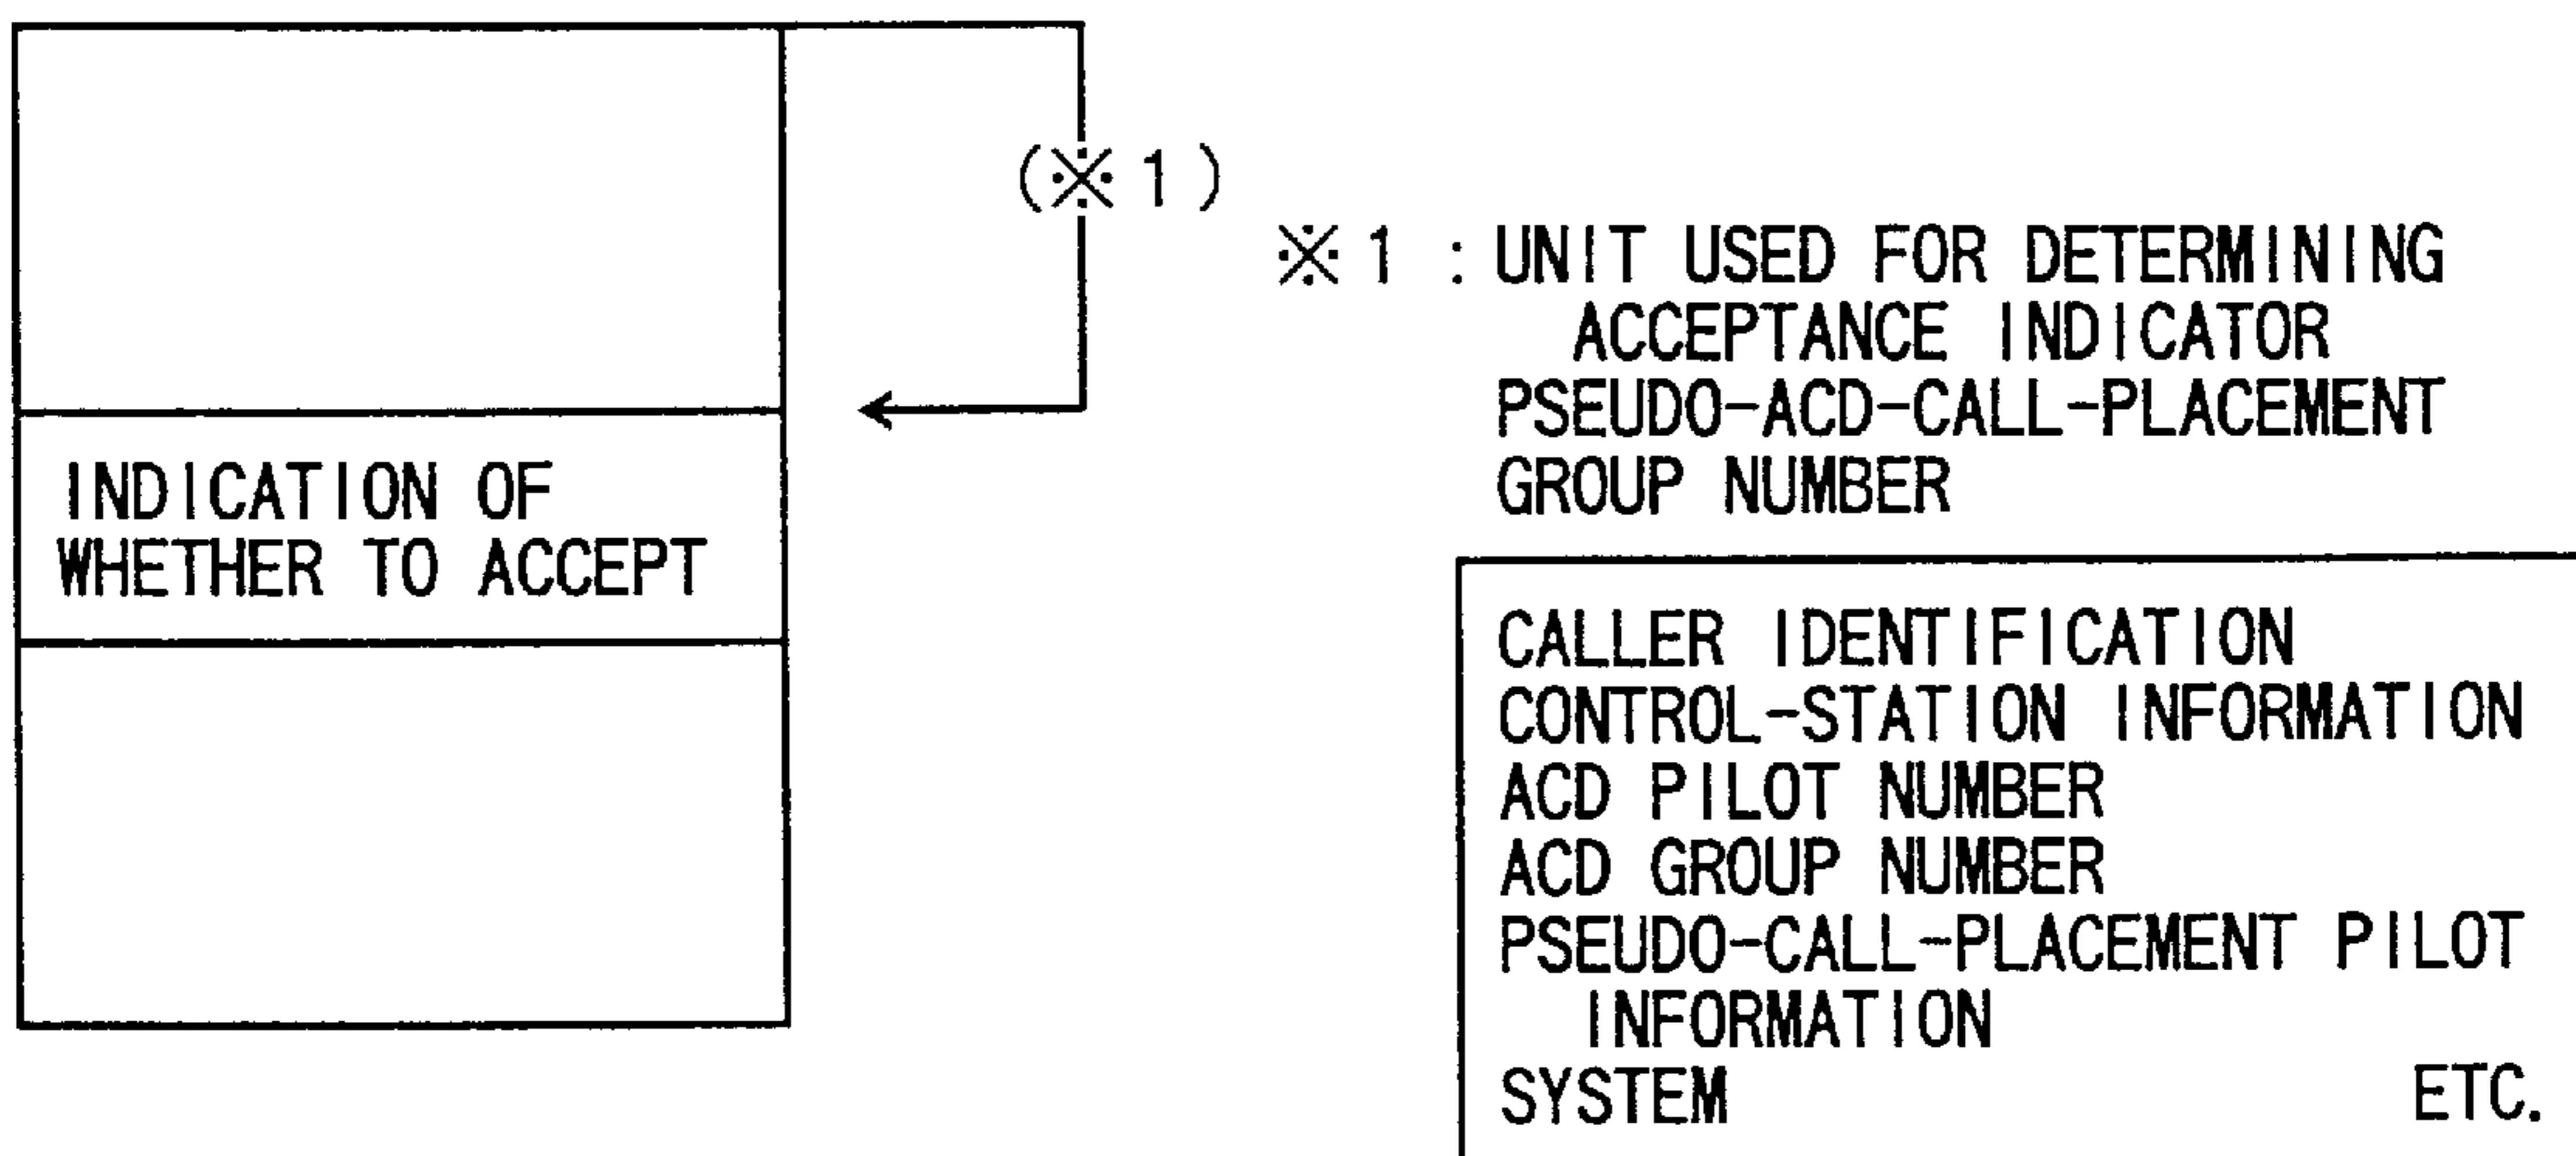 (※1)
※1 : UNIT USED FOR DETERMINING
ACCEPTANCE INDICATOR
PSEUDO-ACD-CALL-PLACEMENT
GROUP NUMBER
INDICATION OF
WHETHER TO ACCEPT
CALLER IDENTIFICATION
CONTROL-STATION INFORMATION
ACD PILOT NUMBER
ACD GROUP NUMBER
PSEUDO-CALL-PLACEMENT PILOT
INFORMATION
SYSTEM ETC.